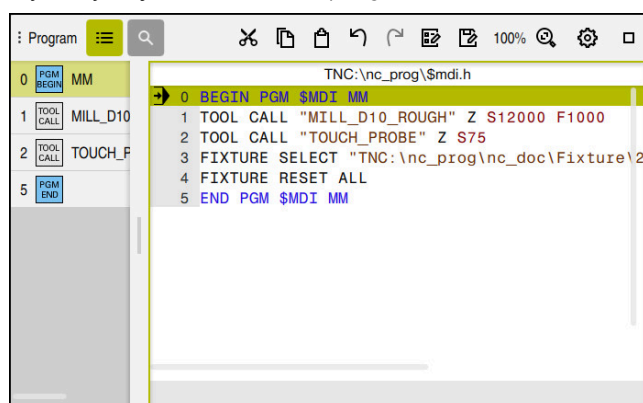 Program
100%
0 PGM BEGIN MM
1 TOOL CALL MILL_D10
2 TOOL CALL TOUCH_P
5 PGM END
TNC:\nc_prog\$mdi.h
0 BEGIN PGM $MDI MM
1 TOOL CALL "MILL_D10_ROUGH" Z S12000 F1000
2 TOOL CALL "TOUCH_PROBE" Z S75
3 FIXTURE SELECT "TNC:\nc_prog\nc_doc\Fixture\2
4 FIXTURE RESET ALL
5 END PGM $MDI MM